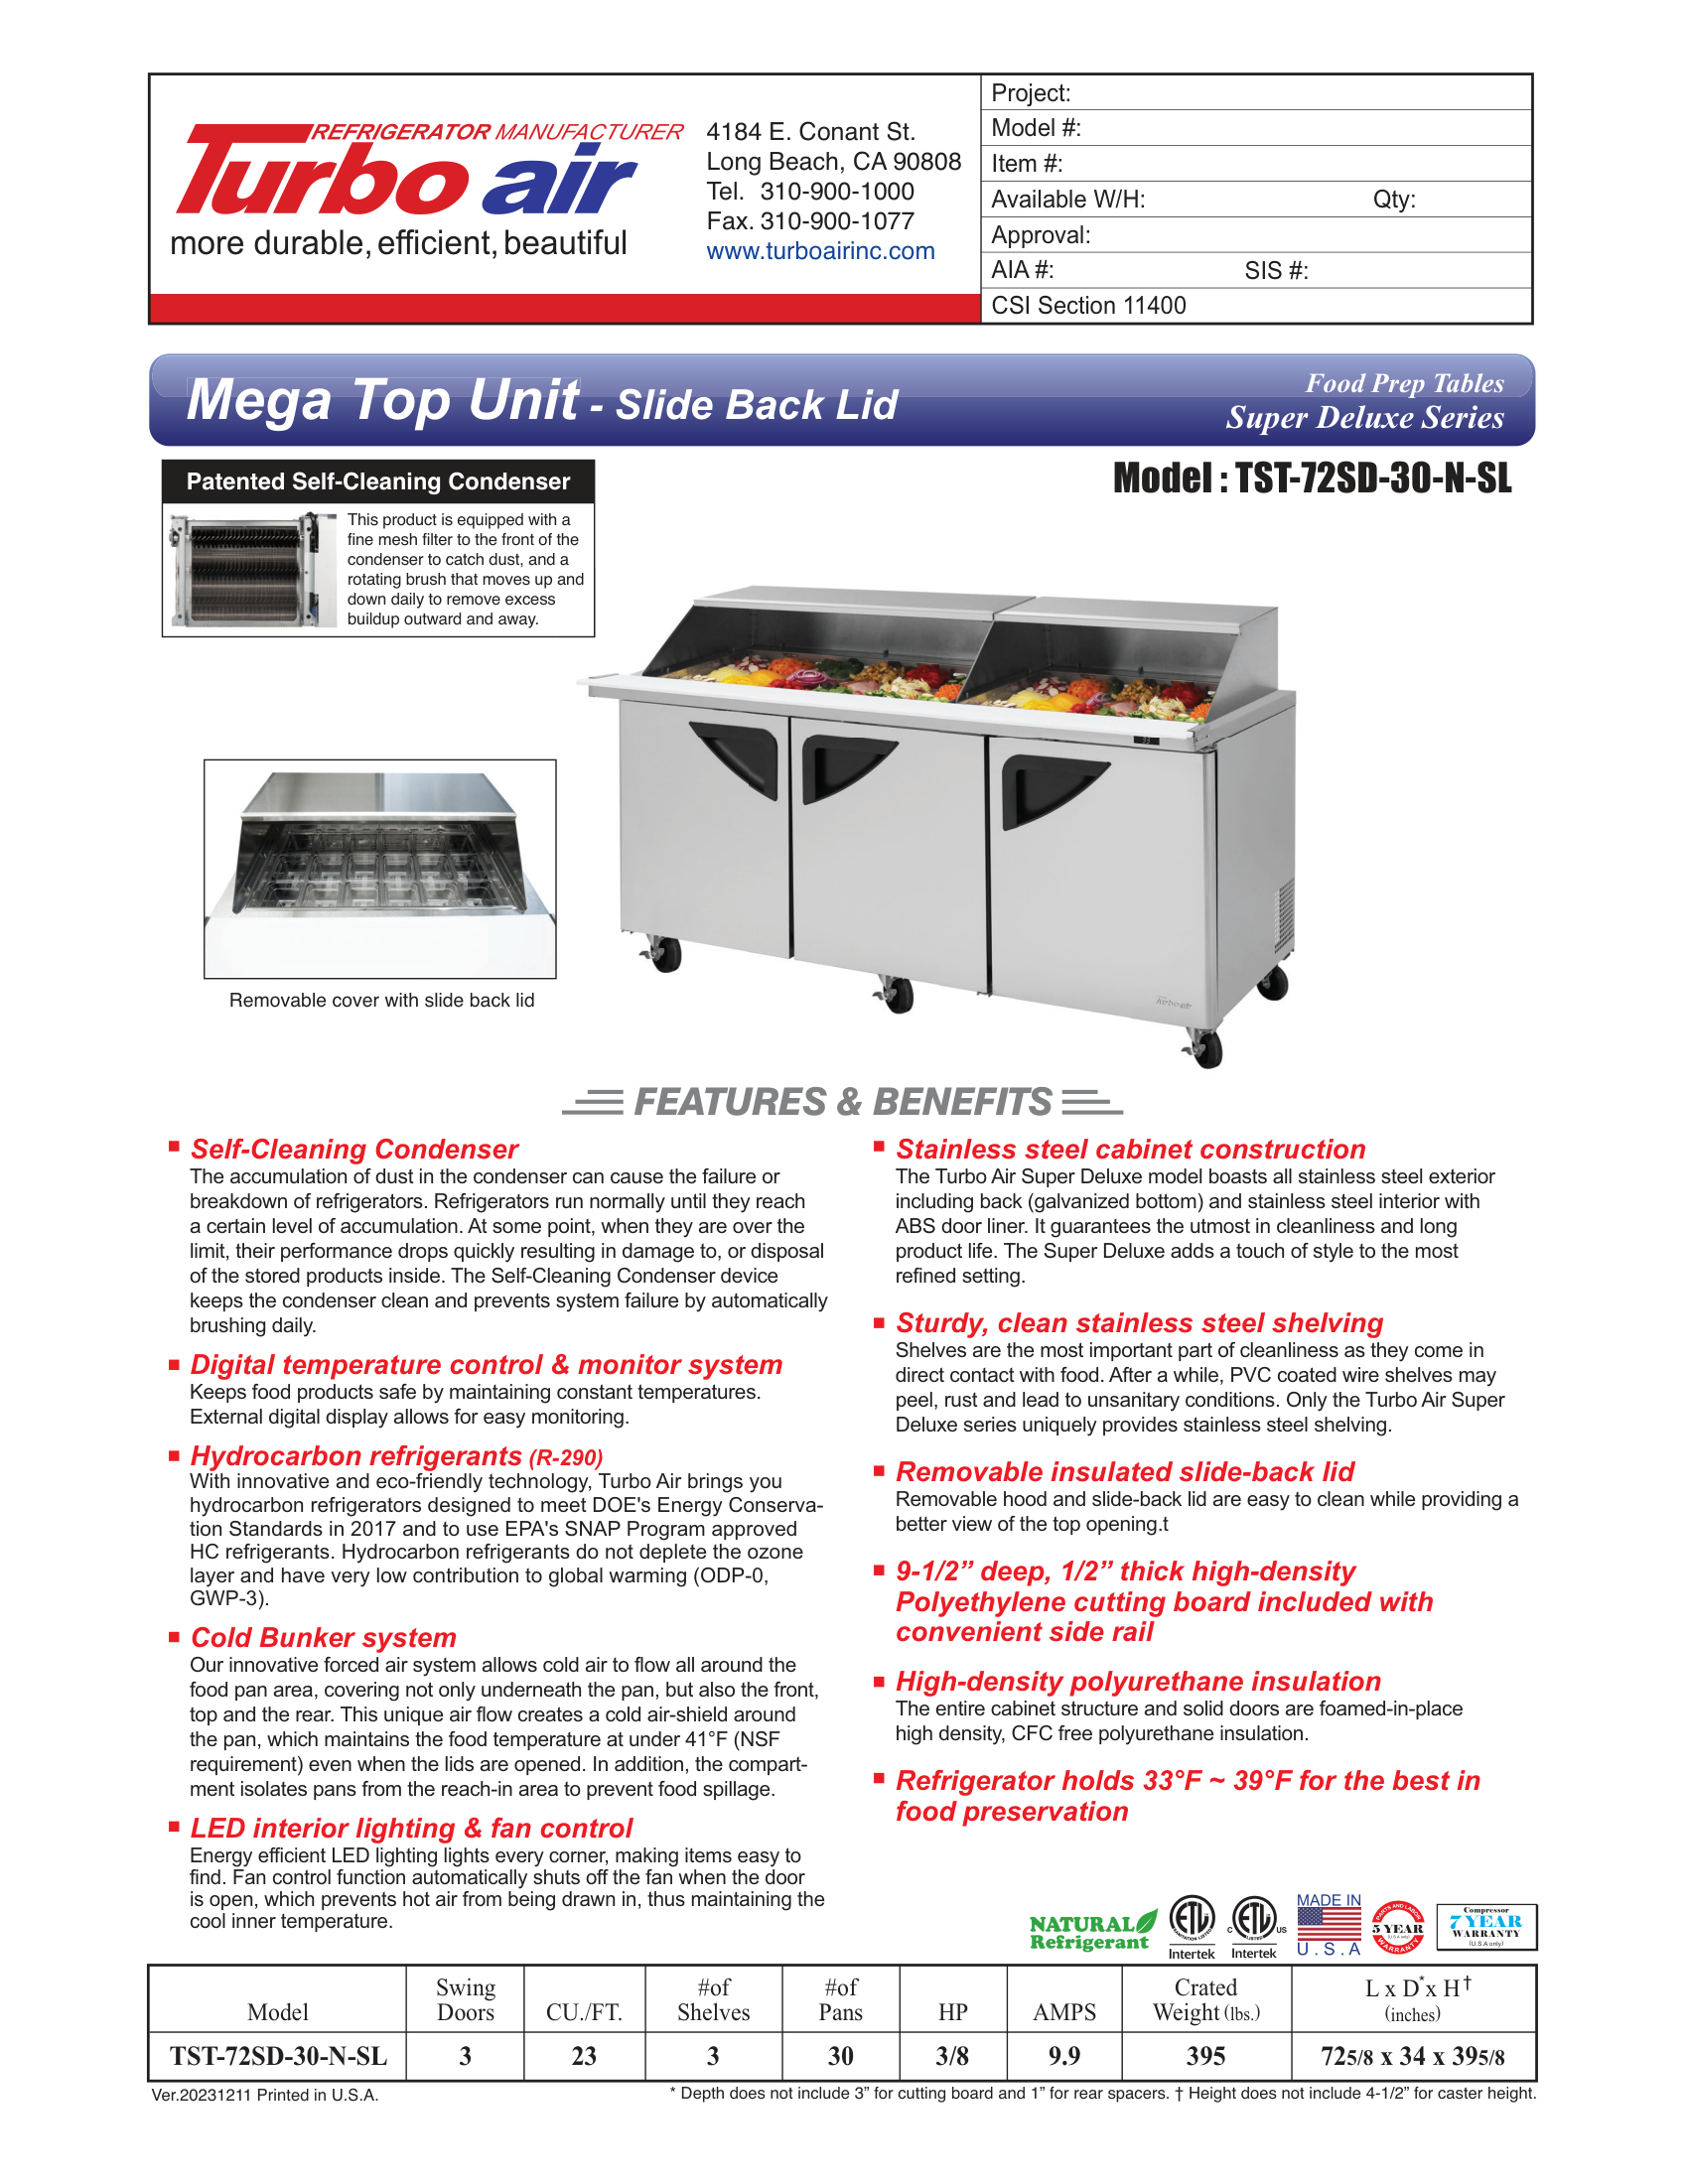 REFRIGERATOR MANUFACTURER
Turbo air
more durable, efficient, beautiful
4184 E. Conant St.
Long Beach, CA 90808
Tel. 310-900-1000
Fax. 310-900-1077
www.turboairinc.com
Project:
Model #:
Item #:
Available W/H: Qty:
Approval:
AIA #: SIS #:
CSI Section 11400
Mega Top Unit - Slide Back Lid
Food Prep Tables
Super Deluxe Series
Patented Self-Cleaning Condenser
This product is equipped with a
fine mesh filter to the front of the
condenser to catch dust, and a
rotating brush that moves up and
down daily to remove excess
buildup outward and away.
Model : TST-72SD-30-N-SL
33
Turbo air
Removable cover with slide back lid
FEATURES & BENEFITS
Self-Cleaning Condenser
The accumulation of dust in the condenser can cause the failure or
breakdown of refrigerators. Refrigerators run normally until they reach
a certain level of accumulation. At some point, when they are over the
limit, their performance drops quickly resulting in damage to, or disposal
of the stored products inside. The Self-Cleaning Condenser device
keeps the condenser clean and prevents system failure by automatically
brushing daily.
Digital temperature control & monitor system
Keeps food products safe by maintaining constant temperatures.
External digital display allows for easy monitoring.
Hydrocarbon refrigerants (R-290)
With innovative and eco-friendly technology, Turbo Air brings you
hydrocarbon refrigerators designed to meet DOE's Energy Conserva-
tion Standards in 2017 and to use EPA's SNAP Program approved
HC refrigerants. Hydrocarbon refrigerants do not deplete the ozone
layer and have very low contribution to global warming (ODP-0,
GWP-3).
Cold Bunker system
Our innovative forced air system allows cold air to flow all around the
food pan area, covering not only underneath the pan, but also the front,
top and the rear. This unique air flow creates a cold air-shield around
the pan, which maintains the food temperature at under 41°F (NSF
requirement) even when the lids are opened. In addition, the compart-
ment isolates pans from the reach-in area to prevent food spillage.
LED interior lighting & fan control
Energy efficient LED lighting lights every corner, making items easy to
find. Fan control function automatically shuts off the fan when the door
is open, which prevents hot air from being drawn in, thus maintaining the
cool inner temperature.
Stainless steel cabinet construction
The Turbo Air Super Deluxe model boasts all stainless steel exterior
including back (galvanized bottom) and stainless steel interior with
ABS door liner. It guarantees the utmost in cleanliness and long
product life. The Super Deluxe adds a touch of style to the most
refined setting.
Sturdy, clean stainless steel shelving
Shelves are the most important part of cleanliness as they come in
direct contact with food. After a while, PVC coated wire shelves may
peel, rust and lead to unsanitary conditions. Only the Turbo Air Super
Deluxe series uniquely provides stainless steel shelving.
Removable insulated slide-back lid
Removable hood and slide-back lid are easy to clean while providing a
better view of the top opening.t
9-1/2” deep, 1/2” thick high-density
Polyethylene cutting board included with
convenient side rail
High-density polyurethane insulation
The entire cabinet structure and solid doors are foamed-in-place
high density, CFC free polyurethane insulation.
Refrigerator holds 33°F ~ 39°F for the best in
food preservation
NATURAL
Refrigerant
ETL
SANITATION LISTED
Intertek
C ETL US
LISTED
Intertek
MADE IN
U.S.A
PARTS AND LABOR
5 YEAR
(U.S.A only)
WARRANTY
Compressor
7 YEAR
WARRANTY
(U.S.A only)
Model Swing Doors CU./FT. #of Shelves #of Pans HP AMPS Crated Weight (lbs.) L x D* x H† (inches)
TST-72SD-30-N-SL 3 23 3 30 3/8 9.9 395 725/8 x 34 x 395/8
Ver.20231211 Printed in U.S.A.
* Depth does not include 3” for cutting board and 1” for rear spacers. † Height does not include 4-1/2” for caster height.